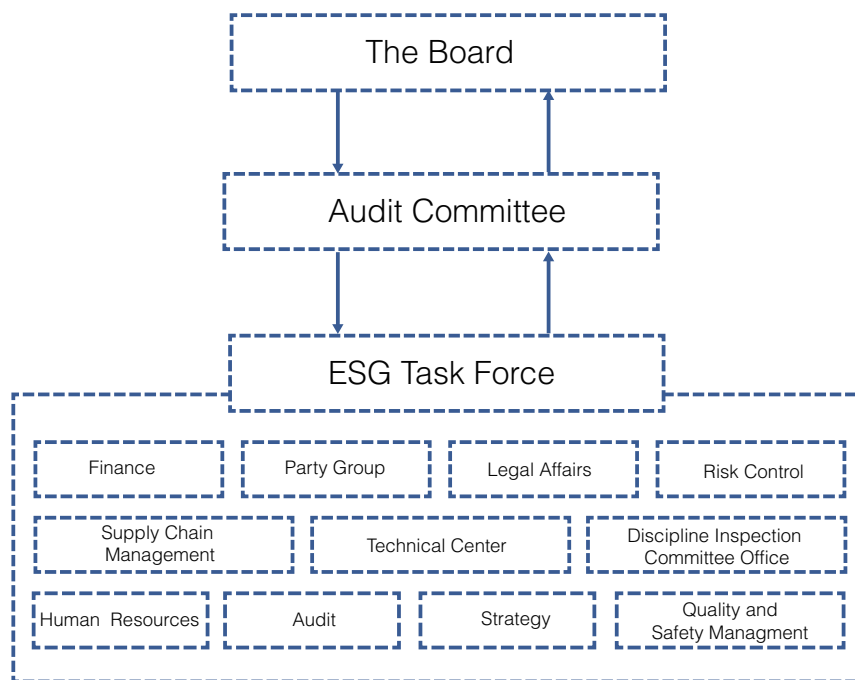 The Board
Audit Committee
ESG Task Force
Finance
Party Group
Legal Affairs
Risk Control
Supply Chain
Management
Technical Center
Discipline Inspection
Committee Office
Human Resources
Audit
Strategy
Quality and
Safety Managment